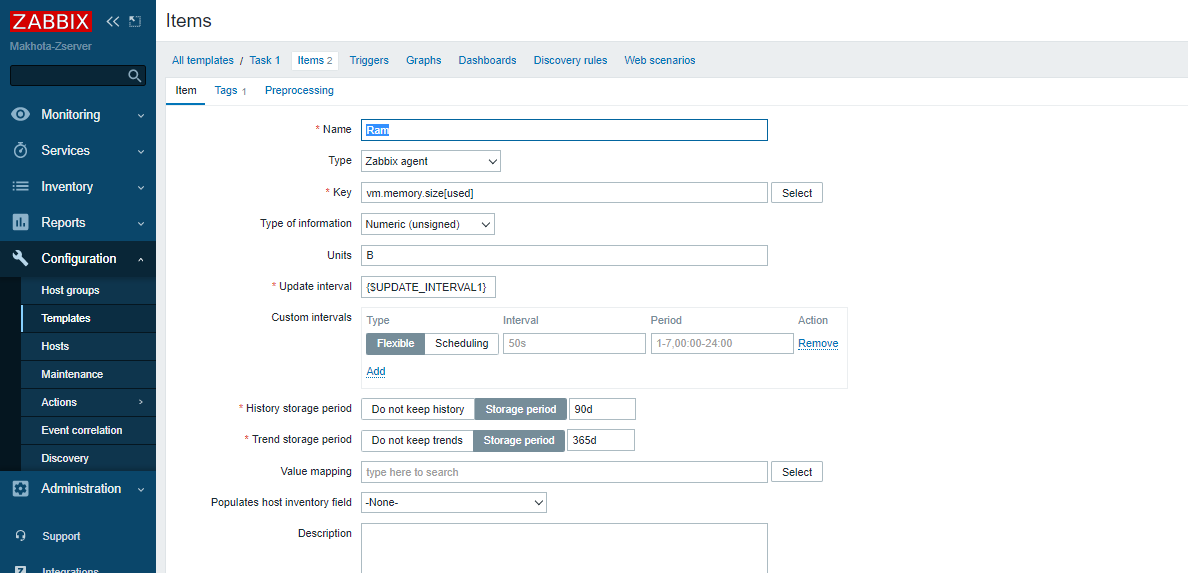 ZABBIX
Makhota-Zserver
Monitoring
Services
Inventory
Reports
Configuration
Host groups
Templates
Hosts
Maintenance
Actions
Event correlation
Discovery
Administration
Support
Integrations
Items
All templates / Task 1 Items 2 Triggers Graphs Dashboards Discovery rules Web scenarios
Item Tags 1 Preprocessing
* Name Ram
Type Zabbix agent
* Key vm.memory.size[used] Select
Type of information Numeric (unsigned)
Units B
* Update interval {$UPDATE_INTERVAL1}
Custom intervals Type Interval Period Action
Flexible Scheduling 50s 1-7,00:00-24:00 Remove
Add
* History storage period Do not keep history Storage period 90d
* Trend storage period Do not keep trends Storage period 365d
Value mapping type here to search Select
Populates host inventory field -None-
Description